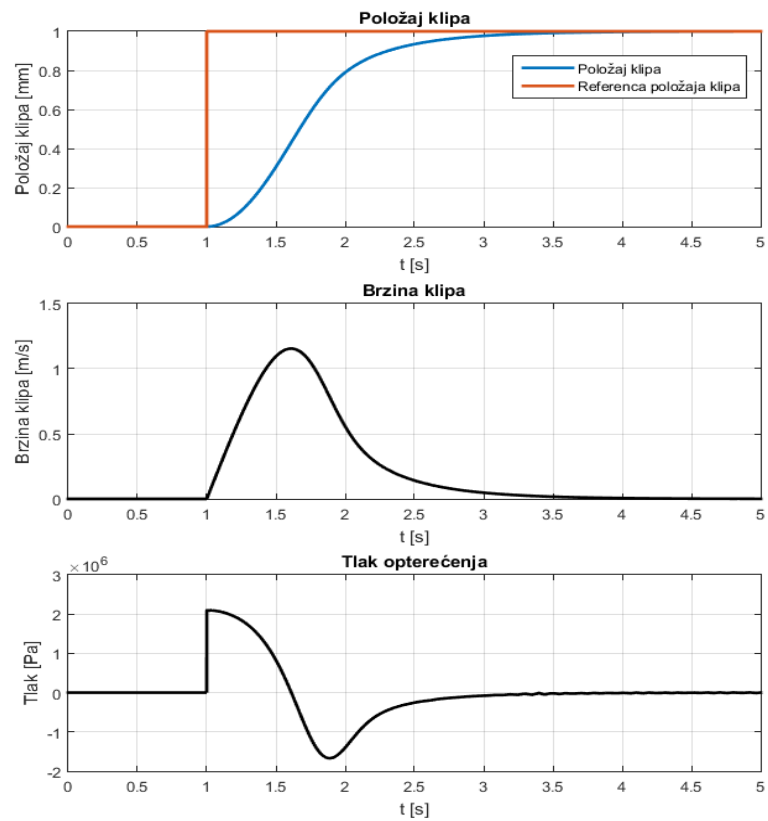 Položaj klipa
Položaj klipa [mm]
1
0.8
0.6
0.4
0.2
0
Položaj klipa
Referenca položaja klipa
0 0.5 1 1.5 2 2.5 3 3.5 4 4.5 5
t [s]
Brzina klipa
Brzina klipa [m/s]
1.5
1
0.5
0
0 0.5 1 1.5 2 2.5 3 3.5 4 4.5 5
t [s]
Tlak opterećenja
× 10⁶
Tlak [Pa]
3
2
1
0
-1
-2
0 0.5 1 1.5 2 2.5 3 3.5 4 4.5 5
t [s]